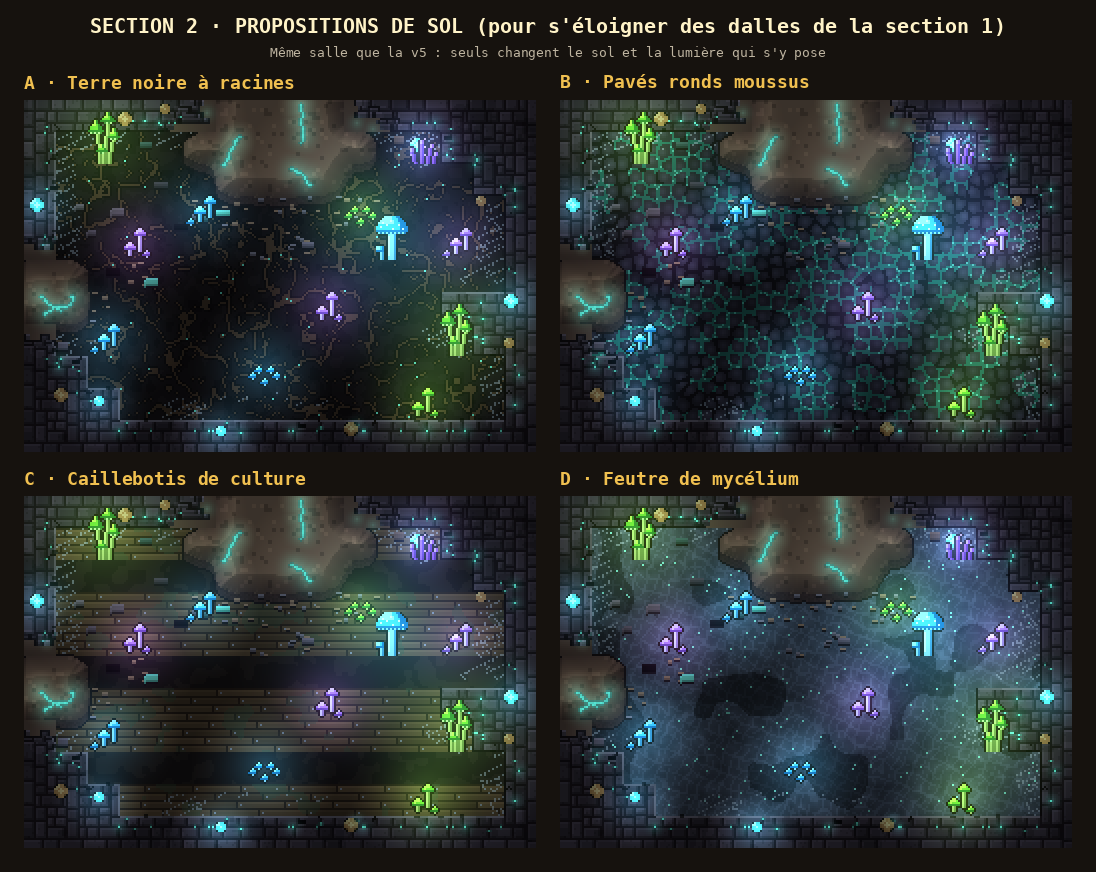 SECTION 2 · PROPOSITIONS DE SOL (pour s'éloigner des dalles de la section 1)
Même salle que la v5 : seuls changent le sol et la lumière qui s'y pose
A · Terre noire à racines
B · Pavés ronds moussus
C · Caillebotis de culture
D · Feutre de mycélium